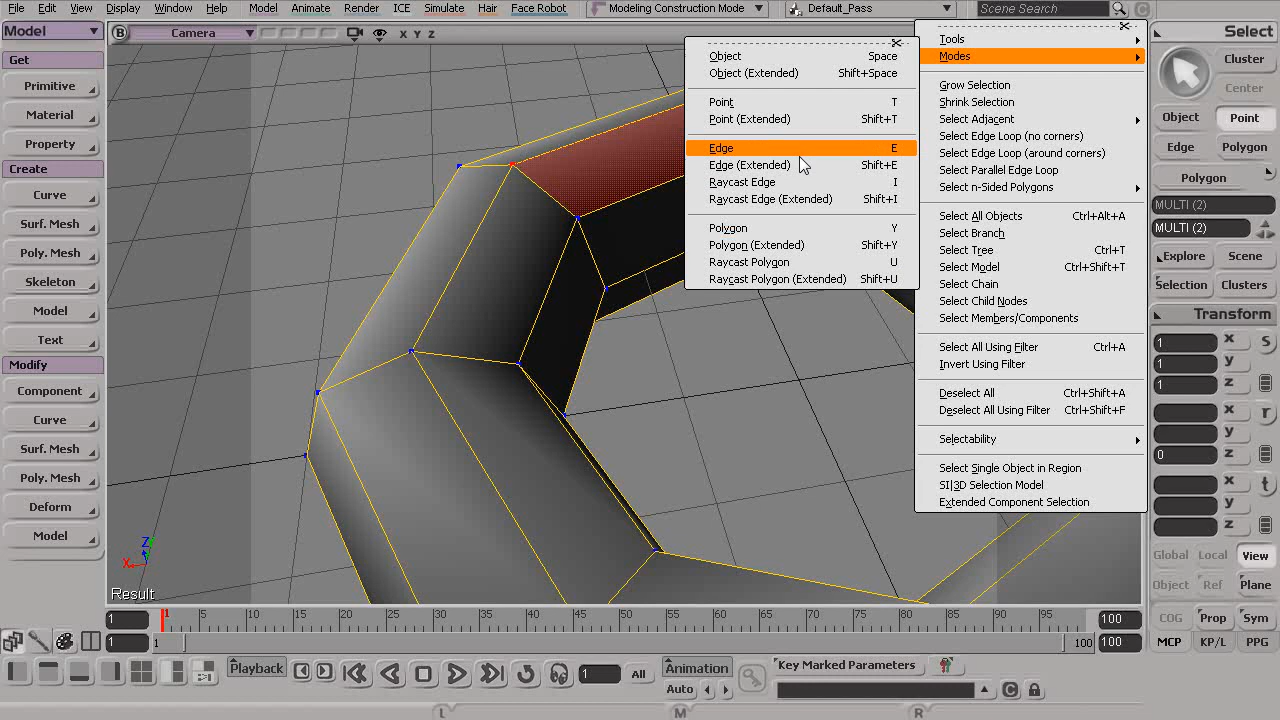 File Edit View Display Window Model Animate Render ICE Simulate Hair Face Robot Modeling Construction Mode Default_Pass Scene Search C
Model
Get
Primitive
Material
Property
Create
Curve
Surf. Mesh
Poly. Mesh
Skeleton
Model
Text
Modify
Component
Curve
Surf. Mesh
Poly. Mesh
Deform
Model
B Camera X Y Z
Object Space
Object (Extended) Shift+Space
Point T
Point (Extended) Shift+T
Edge E
Edge (Extended) Shift+E
Raycast Edge I
Raycast Edge (Extended) Shift+I
Polygon Y
Polygon (Extended) Shift+Y
Raycast Polygon U
Raycast Polygon (Extended) Shift+U
Tools
Modes
Grow Selection
Shrink Selection
Select Adjacent
Select Edge Loop (no corners)
Select Edge Loop (around corners)
Select Parallel Edge Loop
Select n-Sided Polygons
Select All Objects Ctrl+Alt+A
Select Branch
Select Tree Ctrl+T
Select Model Ctrl+Shift+T
Select Chain
Select Child Nodes
Select Members/Components
Select All Using Filter Ctrl+A
Invert Using Filter
Deselect All Ctrl+Shift+A
Deselect All Using Filter Ctrl+Shift+F
Selectability
Select Single Object in Region
SI|3D Selection Model
Extended Component Selection
Select
Cluster
Center
Object Point
Edge Polygon
Polygon
MULTI (2)
MULTI (2)
Explore Scene
Selection Clusters
Transform
1 x s
1 y
1 z
x r
y
0 z
x t
y
z
Global Local View
Object Ref Plane
COG Prop Sym
MCP KP/L PPG
Z
X
Result
1 1 5 10 15 20 25 30 35 40 45 50 55 60 65 70 75 80 85 90 95 100
1 1 100 100
Playback 1 All Animation Key Marked Parameters
Auto C
L M R